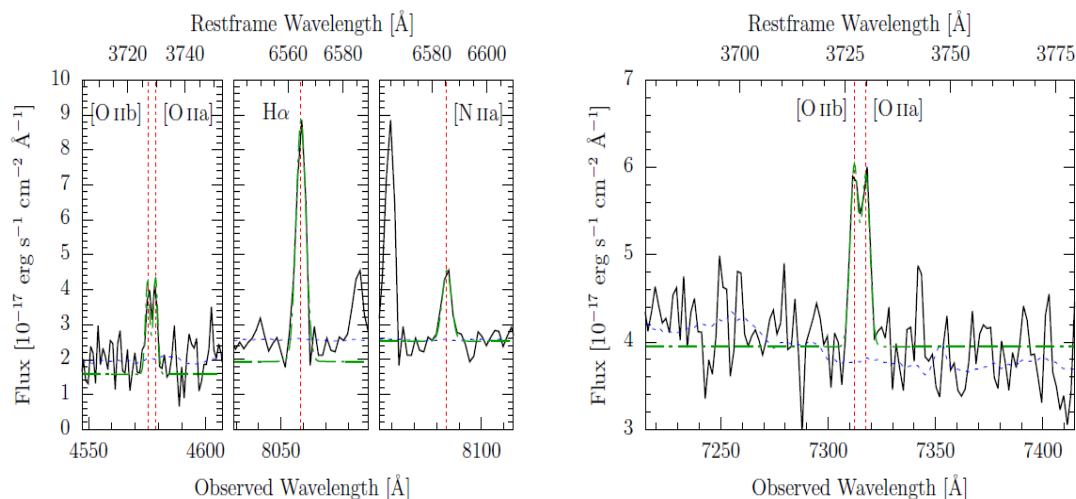 Restframe Wavelength [Å]
3720 3740 6560 6580 6580 6600
10
9
8
7
6
5
4
3
2
1
0
Flux [10⁻¹⁷ erg s⁻¹ cm⁻² Å⁻¹]
[O IIb] [O IIa]
Hα
[N IIa]
4550 4600 8050 8100
Observed Wavelength [Å]
Restframe Wavelength [Å]
3700 3725 3750 3775
7
6
5
4
3
Flux [10⁻¹⁷ erg s⁻¹ cm⁻² Å⁻¹]
[O IIb] [O IIa]
7250 7300 7350 7400
Observed Wavelength [Å]